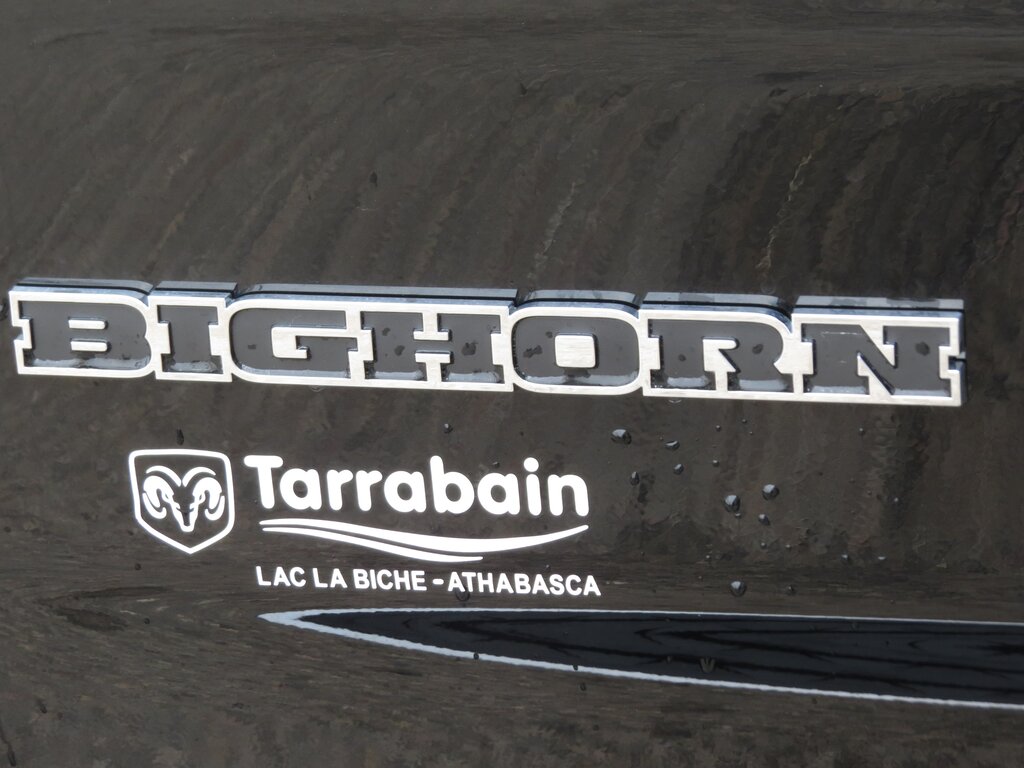 BIGHORN
Tarrabain
LAC LA BICHE - ATHABASCA